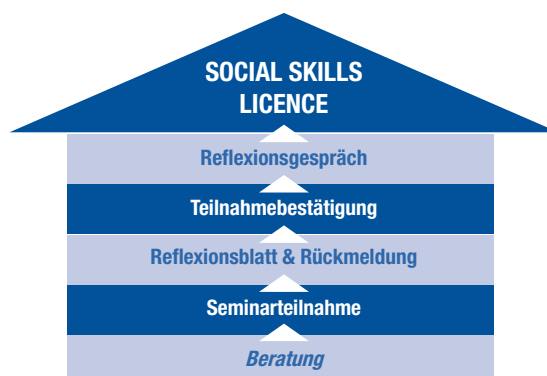 SOCIAL SKILLS
LICENCE
Reflexionsgespräch
Teilnahmebestätigung
Reflexionsblatt & Rückmeldung
Seminarteilnahme
Beratung